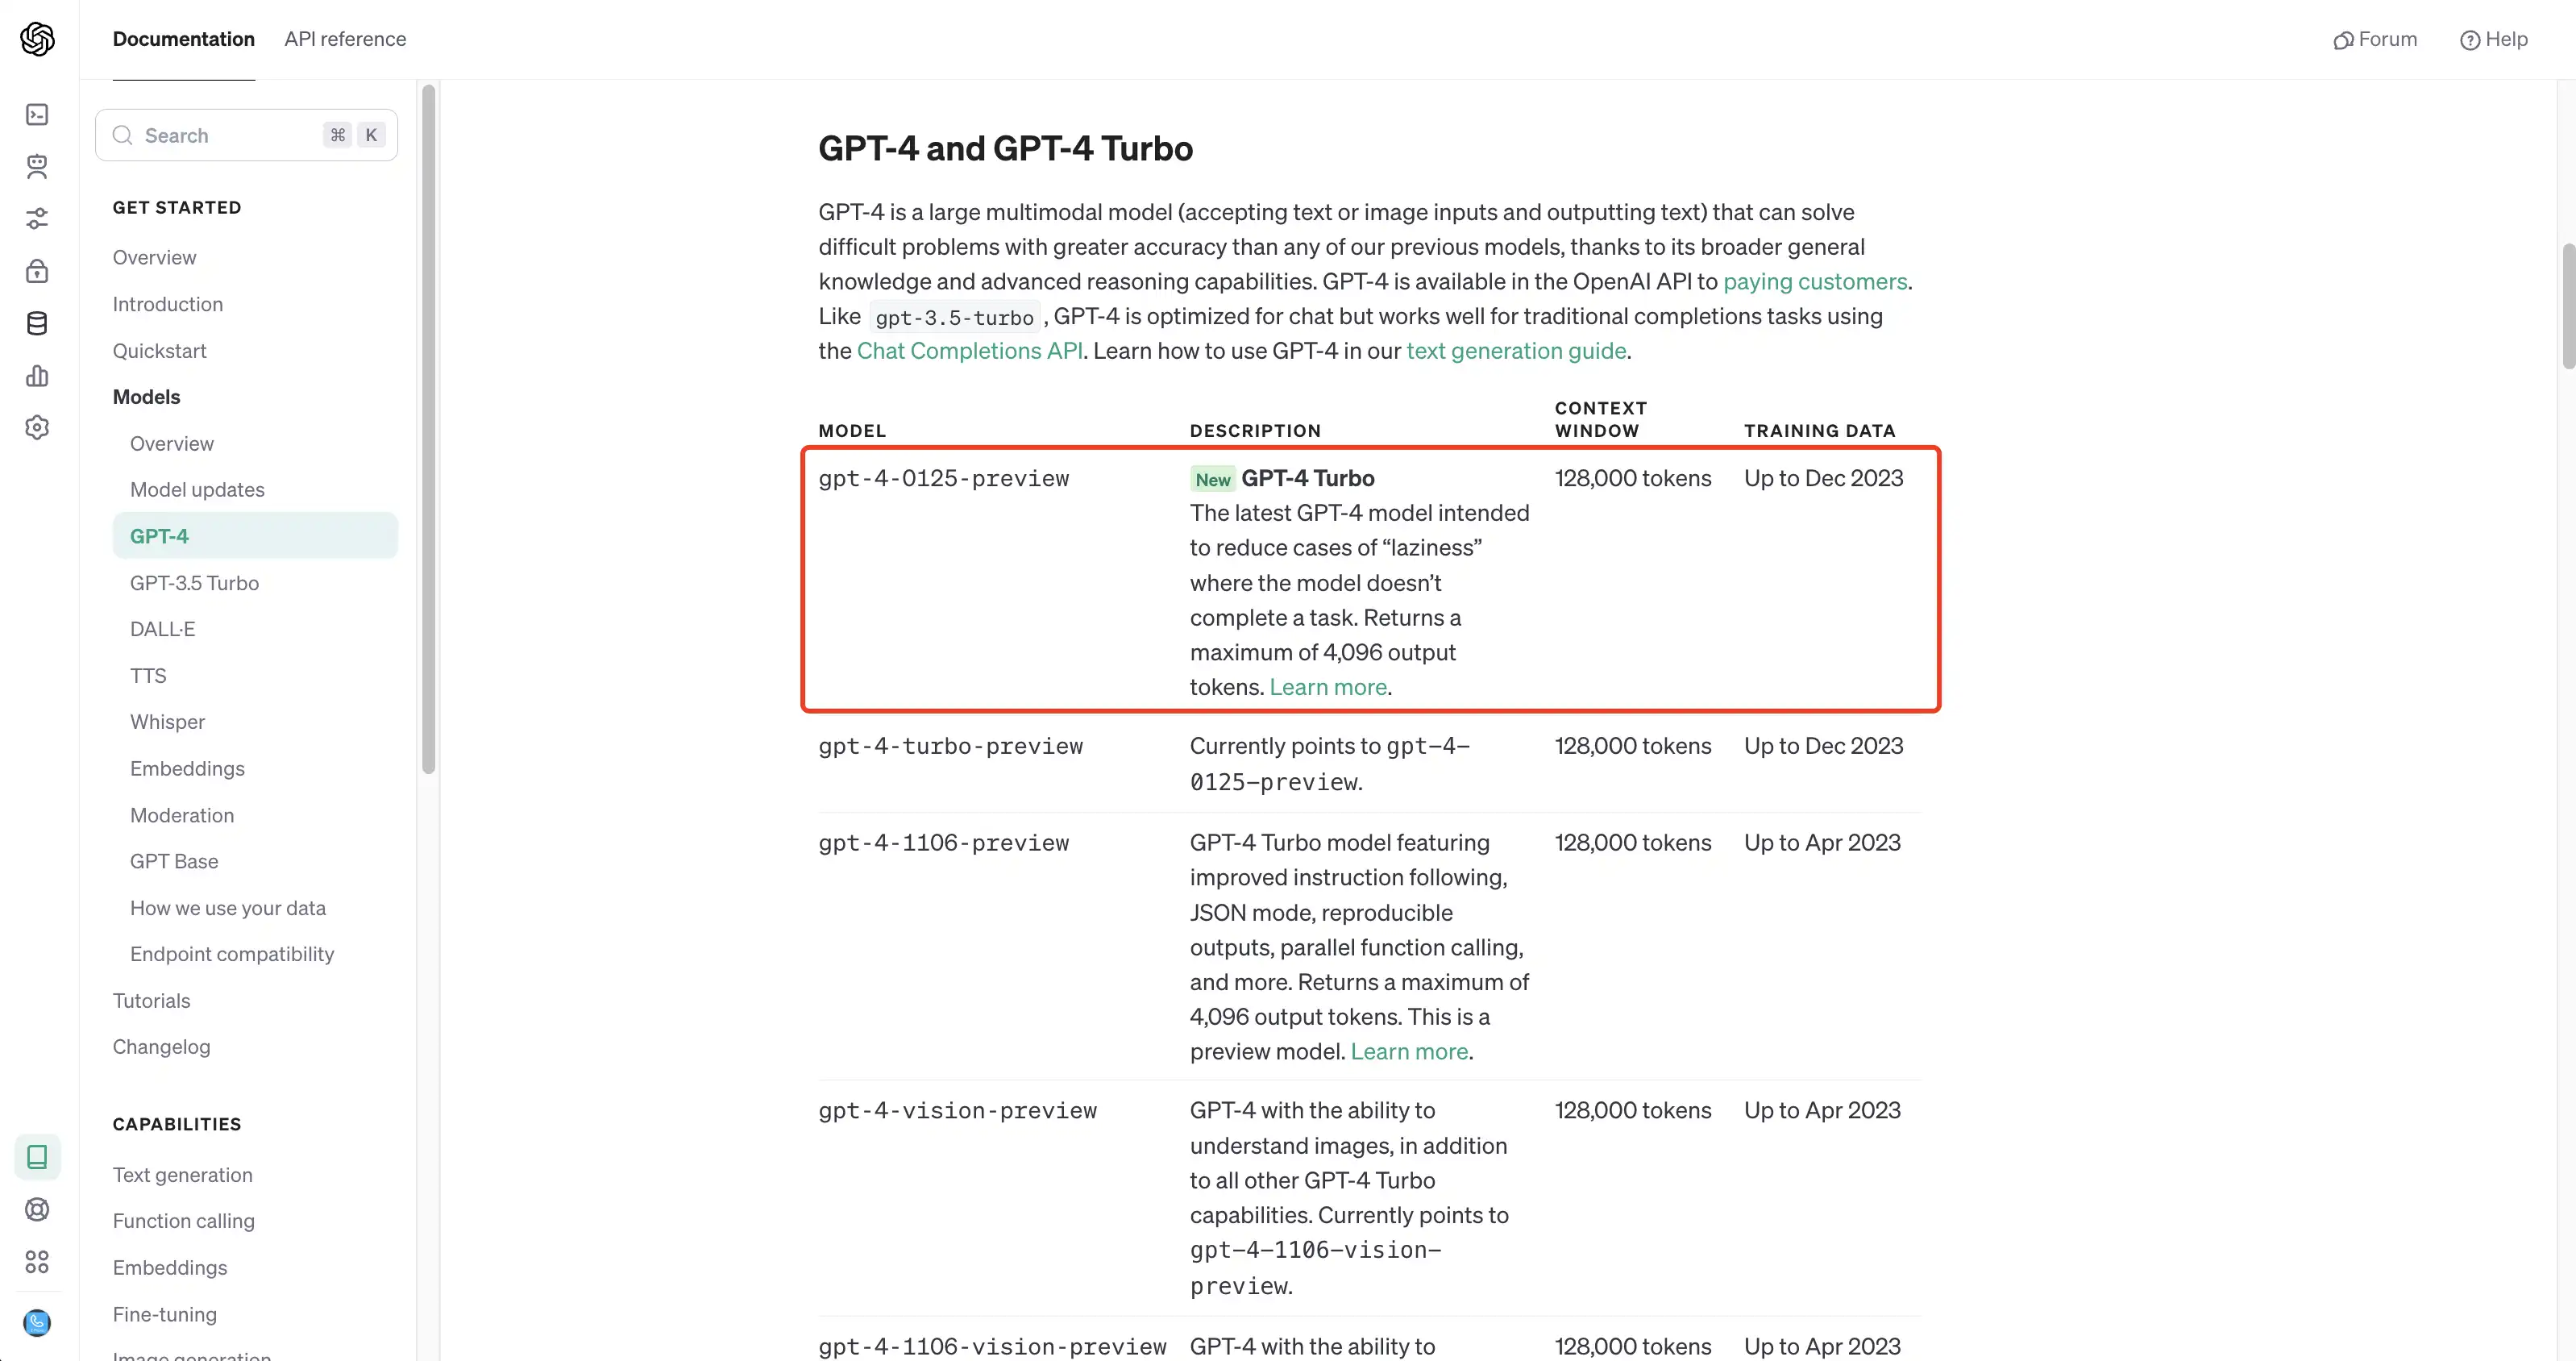 Documentation
API reference
Forum
Help
Search
⌘ K
GET STARTED
Overview
Introduction
Quickstart
Models
Overview
Model updates
GPT-4
GPT-3.5 Turbo
DALL·E
TTS
Whisper
Embeddings
Moderation
GPT Base
How we use your data
Endpoint compatibility
Tutorials
Changelog
CAPABILITIES
Text generation
Function calling
Embeddings
Fine-tuning
Image generation
GPT-4 and GPT-4 Turbo
GPT-4 is a large multimodal model (accepting text or image inputs and outputting text) that can solve
difficult problems with greater accuracy than any of our previous models, thanks to its broader general
knowledge and advanced reasoning capabilities. GPT-4 is available in the OpenAI API to paying customers.
Like gpt-3.5-turbo , GPT-4 is optimized for chat but works well for traditional completions tasks using
the Chat Completions API. Learn how to use GPT-4 in our text generation guide.
MODEL
DESCRIPTION
CONTEXT
WINDOW
TRAINING DATA
gpt-4-0125-preview
New GPT-4 Turbo
The latest GPT-4 model intended
to reduce cases of “laziness”
where the model doesn’t
complete a task. Returns a
maximum of 4,096 output
tokens. Learn more.
128,000 tokens
Up to Dec 2023
gpt-4-turbo-preview
Currently points to gpt-4-
0125-preview.
128,000 tokens
Up to Dec 2023
gpt-4-1106-preview
GPT-4 Turbo model featuring
improved instruction following,
JSON mode, reproducible
outputs, parallel function calling,
and more. Returns a maximum of
4,096 output tokens. This is a
preview model. Learn more.
128,000 tokens
Up to Apr 2023
gpt-4-vision-preview
GPT-4 with the ability to
understand images, in addition
to all other GPT-4 Turbo
capabilities. Currently points to
gpt-4-1106-vision-
preview.
128,000 tokens
Up to Apr 2023
gpt-4-1106-vision-preview
GPT-4 with the ability to
128,000 tokens
Up to Apr 2023